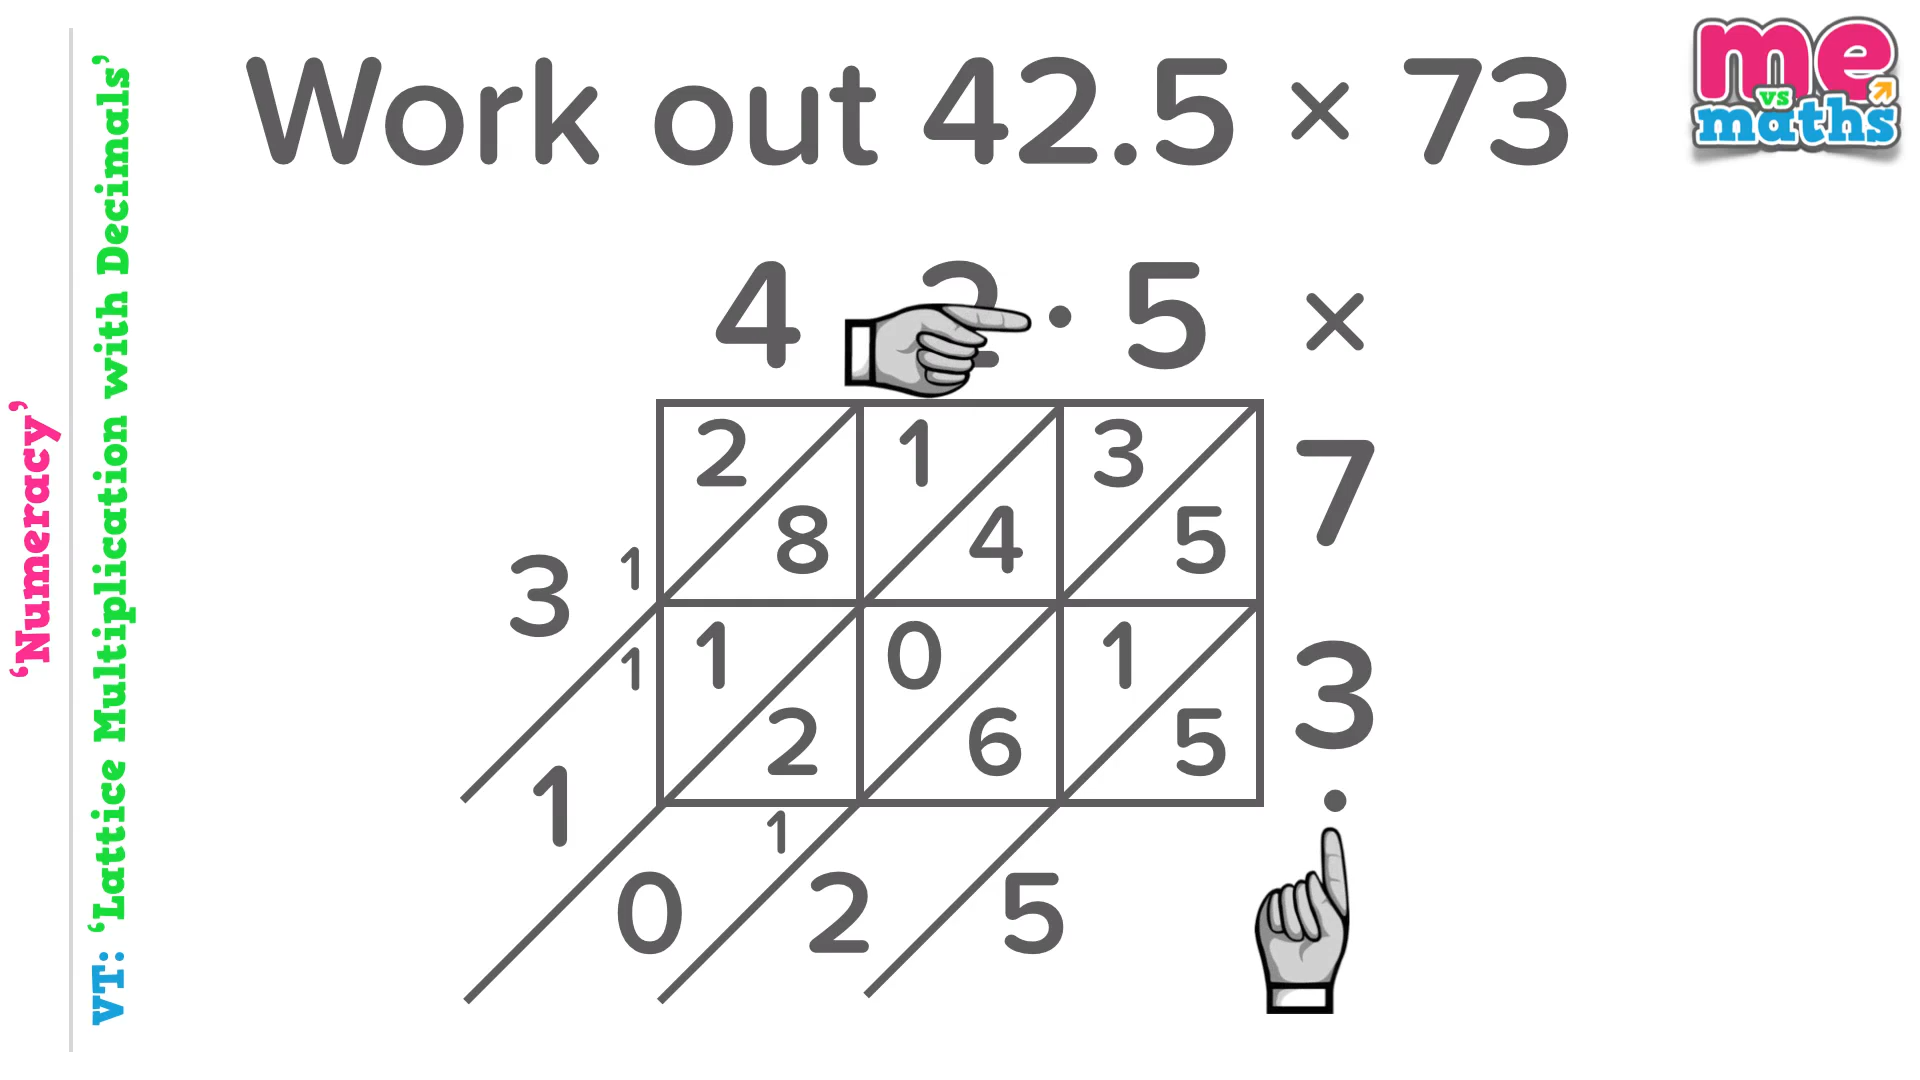 Work out 42.5 × 73
me
vs
maths
'Numeracy'
VT: 'Lattice Multiplication with Decimals'
4 2 . 5 ×
2 1 3
8 4 5 7
3 1
1 1 0 1
2 6 5 3
1 .
1
0 2 5